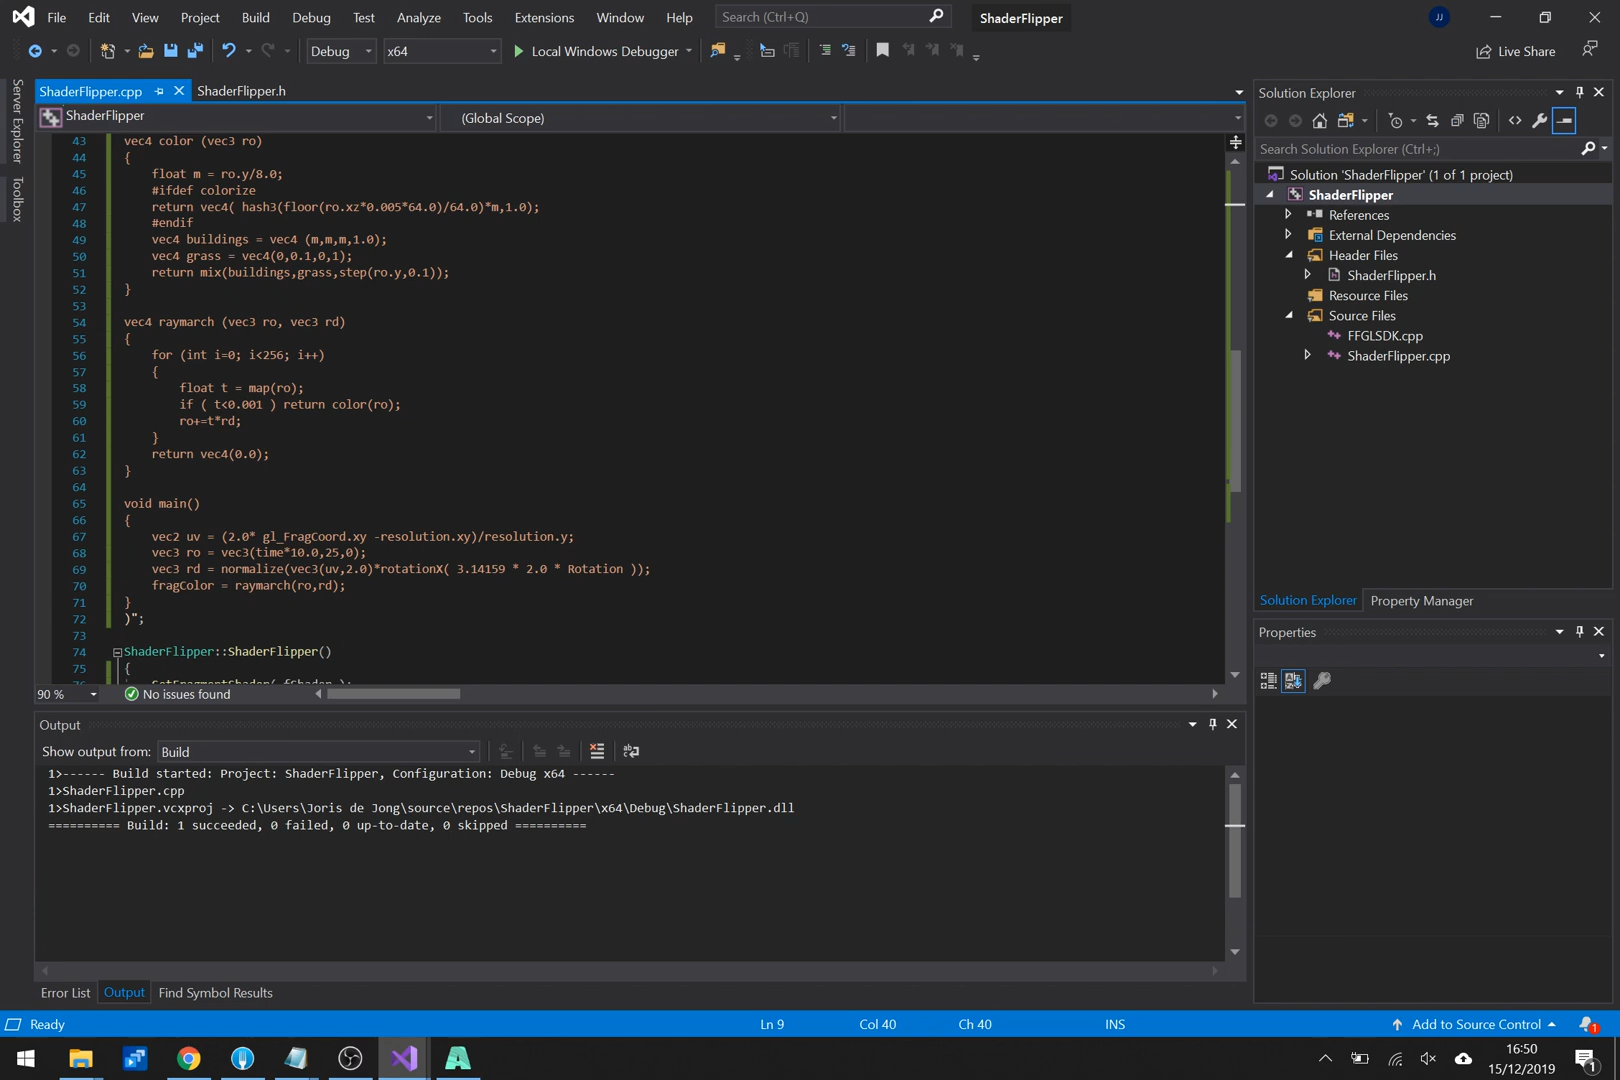 File Edit View Project Build Debug Test Analyze Tools Extensions Window Help Search (Ctrl+Q) ShaderFlipper JJ
Debug x64 Local Windows Debugger Live Share
Server Explorer
Toolbox
ShaderFlipper.cpp ShaderFlipper.h
ShaderFlipper (Global Scope)
43 vec4 color (vec3 ro)
44 {
45 float m = ro.y/8.0;
46 #ifdef colorize
47 return vec4( hash3(floor(ro.xz*0.005*64.0)/64.0)*m,1.0);
48 #endif
49 vec4 buildings = vec4 (m,m,m,1.0);
50 vec4 grass = vec4(0,0.1,0,1);
51 return mix(buildings,grass,step(ro.y,0.1));
52 }
53
54 vec4 raymarch (vec3 ro, vec3 rd)
55 {
56 for (int i=0; i<256; i++)
57 {
58 float t = map(ro);
59 if ( t<0.001 ) return color(ro);
60 ro+=t*rd;
61 }
62 return vec4(0.0);
63 }
64
65 void main()
66 {
67 vec2 uv = (2.0* gl_FragCoord.xy -resolution.xy)/resolution.y;
68 vec3 ro = vec3(time*10.0,25,0);
69 vec3 rd = normalize(vec3(uv,2.0)*rotationX( 3.14159 * 2.0 * Rotation ));
70 fragColor = raymarch(ro,rd);
71 }
72 )";
73
74 ShaderFlipper::ShaderFlipper()
75 {
76 SetFragmentShader( fShader );
90 % No issues found
Output
Show output from: Build
1>------ Build started: Project: ShaderFlipper, Configuration: Debug x64 ------
1>ShaderFlipper.cpp
1>ShaderFlipper.vcxproj -> C:\Users\Joris de Jong\source\repos\ShaderFlipper\x64\Debug\ShaderFlipper.dll
========== Build: 1 succeeded, 0 failed, 0 up-to-date, 0 skipped ==========
Error List Output Find Symbol Results
Solution Explorer
Search Solution Explorer (Ctrl+;)
Solution 'ShaderFlipper' (1 of 1 project)
ShaderFlipper
References
External Dependencies
Header Files
ShaderFlipper.h
Resource Files
Source Files
FFGLSDK.cpp
ShaderFlipper.cpp
Solution Explorer Property Manager
Properties
Ready Ln 9 Col 40 Ch 40 INS Add to Source Control 1
16:50
15/12/2019
1